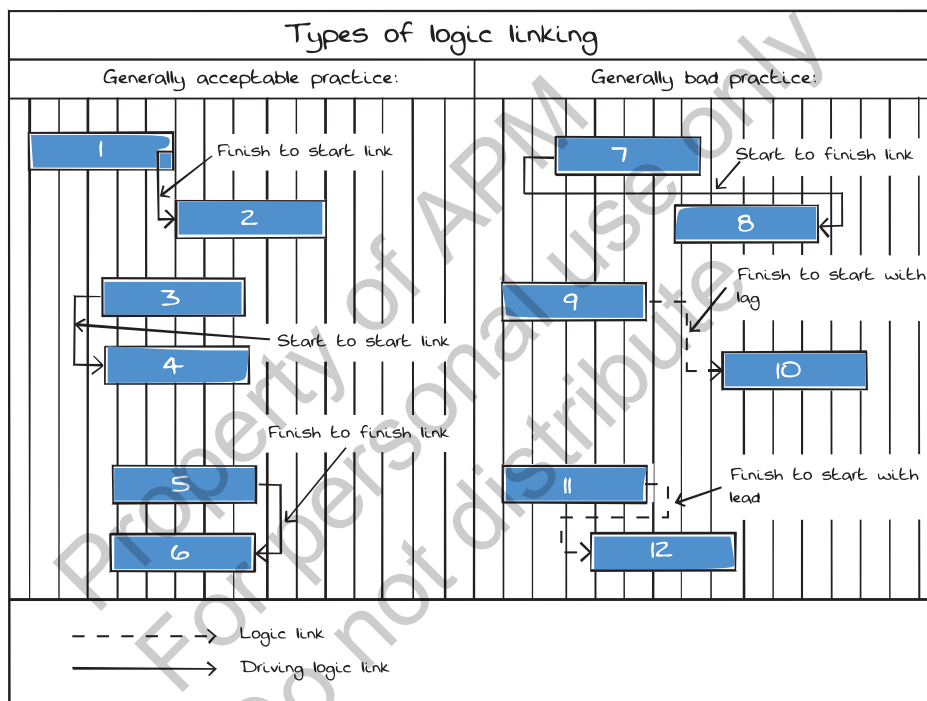 Types of logic linking
Generally acceptable practice:
Generally bad practice:
1
Finish to start link
2
3
Start to start link
4
Finish to finish link
5
6
7
Start to finish link
8
Finish to start with
lag
9
10
Finish to start with
lead
11
12
Logic link
Driving logic link
Property of APM
For personal use only
Do not distribute